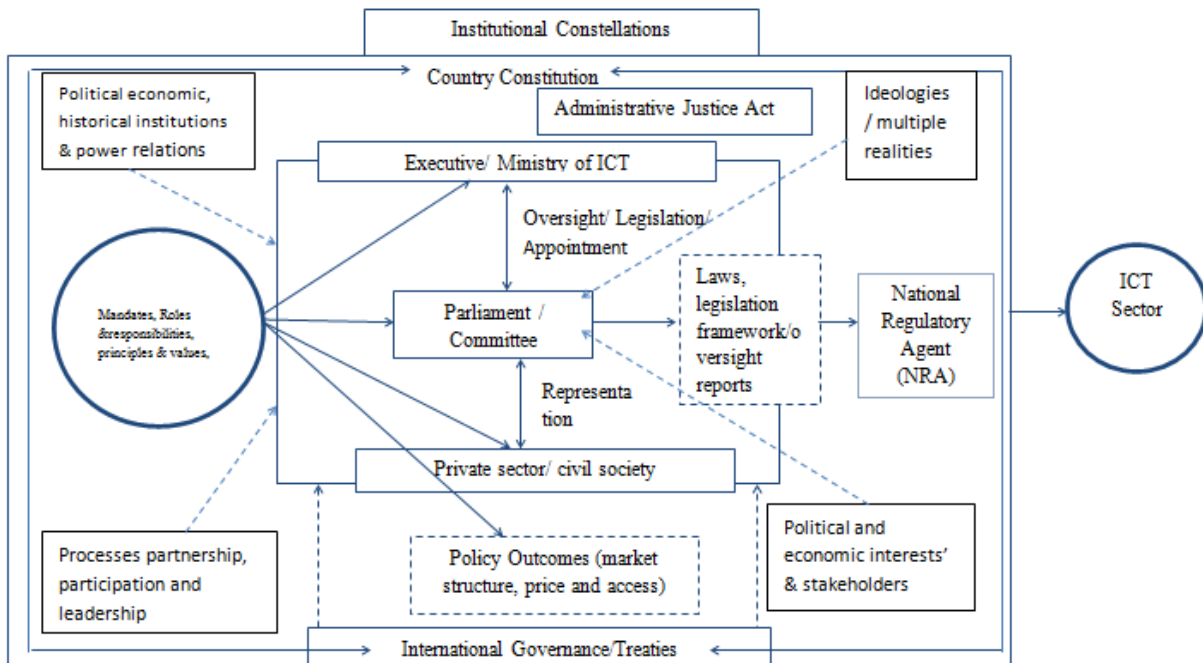 Institutional Constellations
Country Constitution
Political economic,
historical institutions
& power relations
Administrative Justice Act
Ideologies
/ multiple
realities
Executive/ Ministry of ICT
Oversight/ Legislation/
Appointment
Mandates, Roles
&responsibilities,
principles & values,
Parliament /
Committee
Laws,
legislation
framework/o
versight
reports
National
Regulatory
Agent
(NRA)
ICT
Sector
Representa
tion
Private sector/ civil society
Processes partnership,
participation and
leadership
Policy Outcomes (market
structure, price and access)
Political and
economic interests’
& stakeholders
International Governance/Treaties